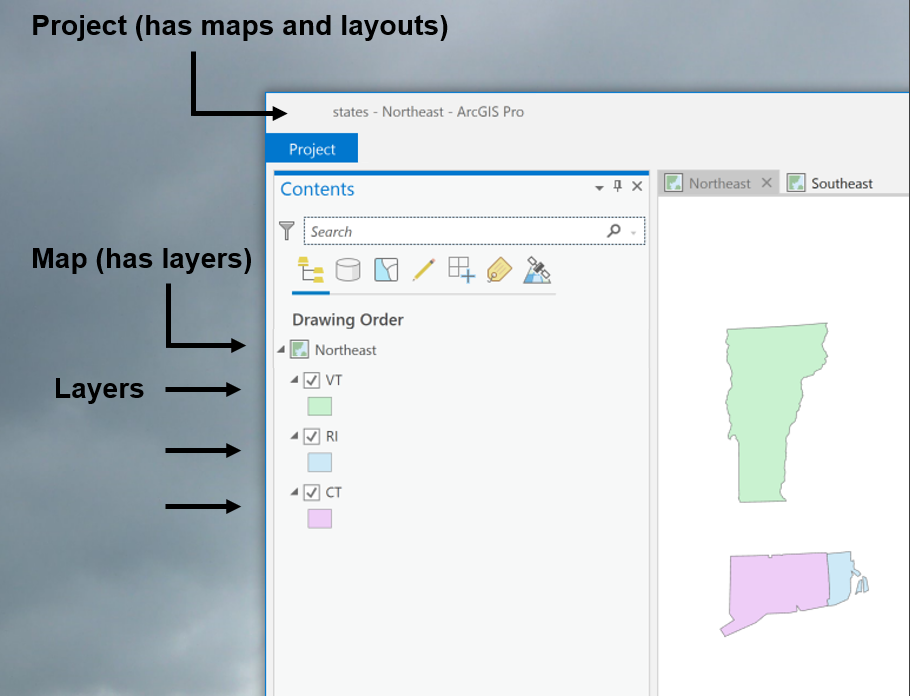 Project (has maps and layouts)
states - Northeast - ArcGIS Pro
Project
Contents
Northeast
Southeast
Search
Map (has layers)
Drawing Order
Northeast
Layers
VT
RI
CT